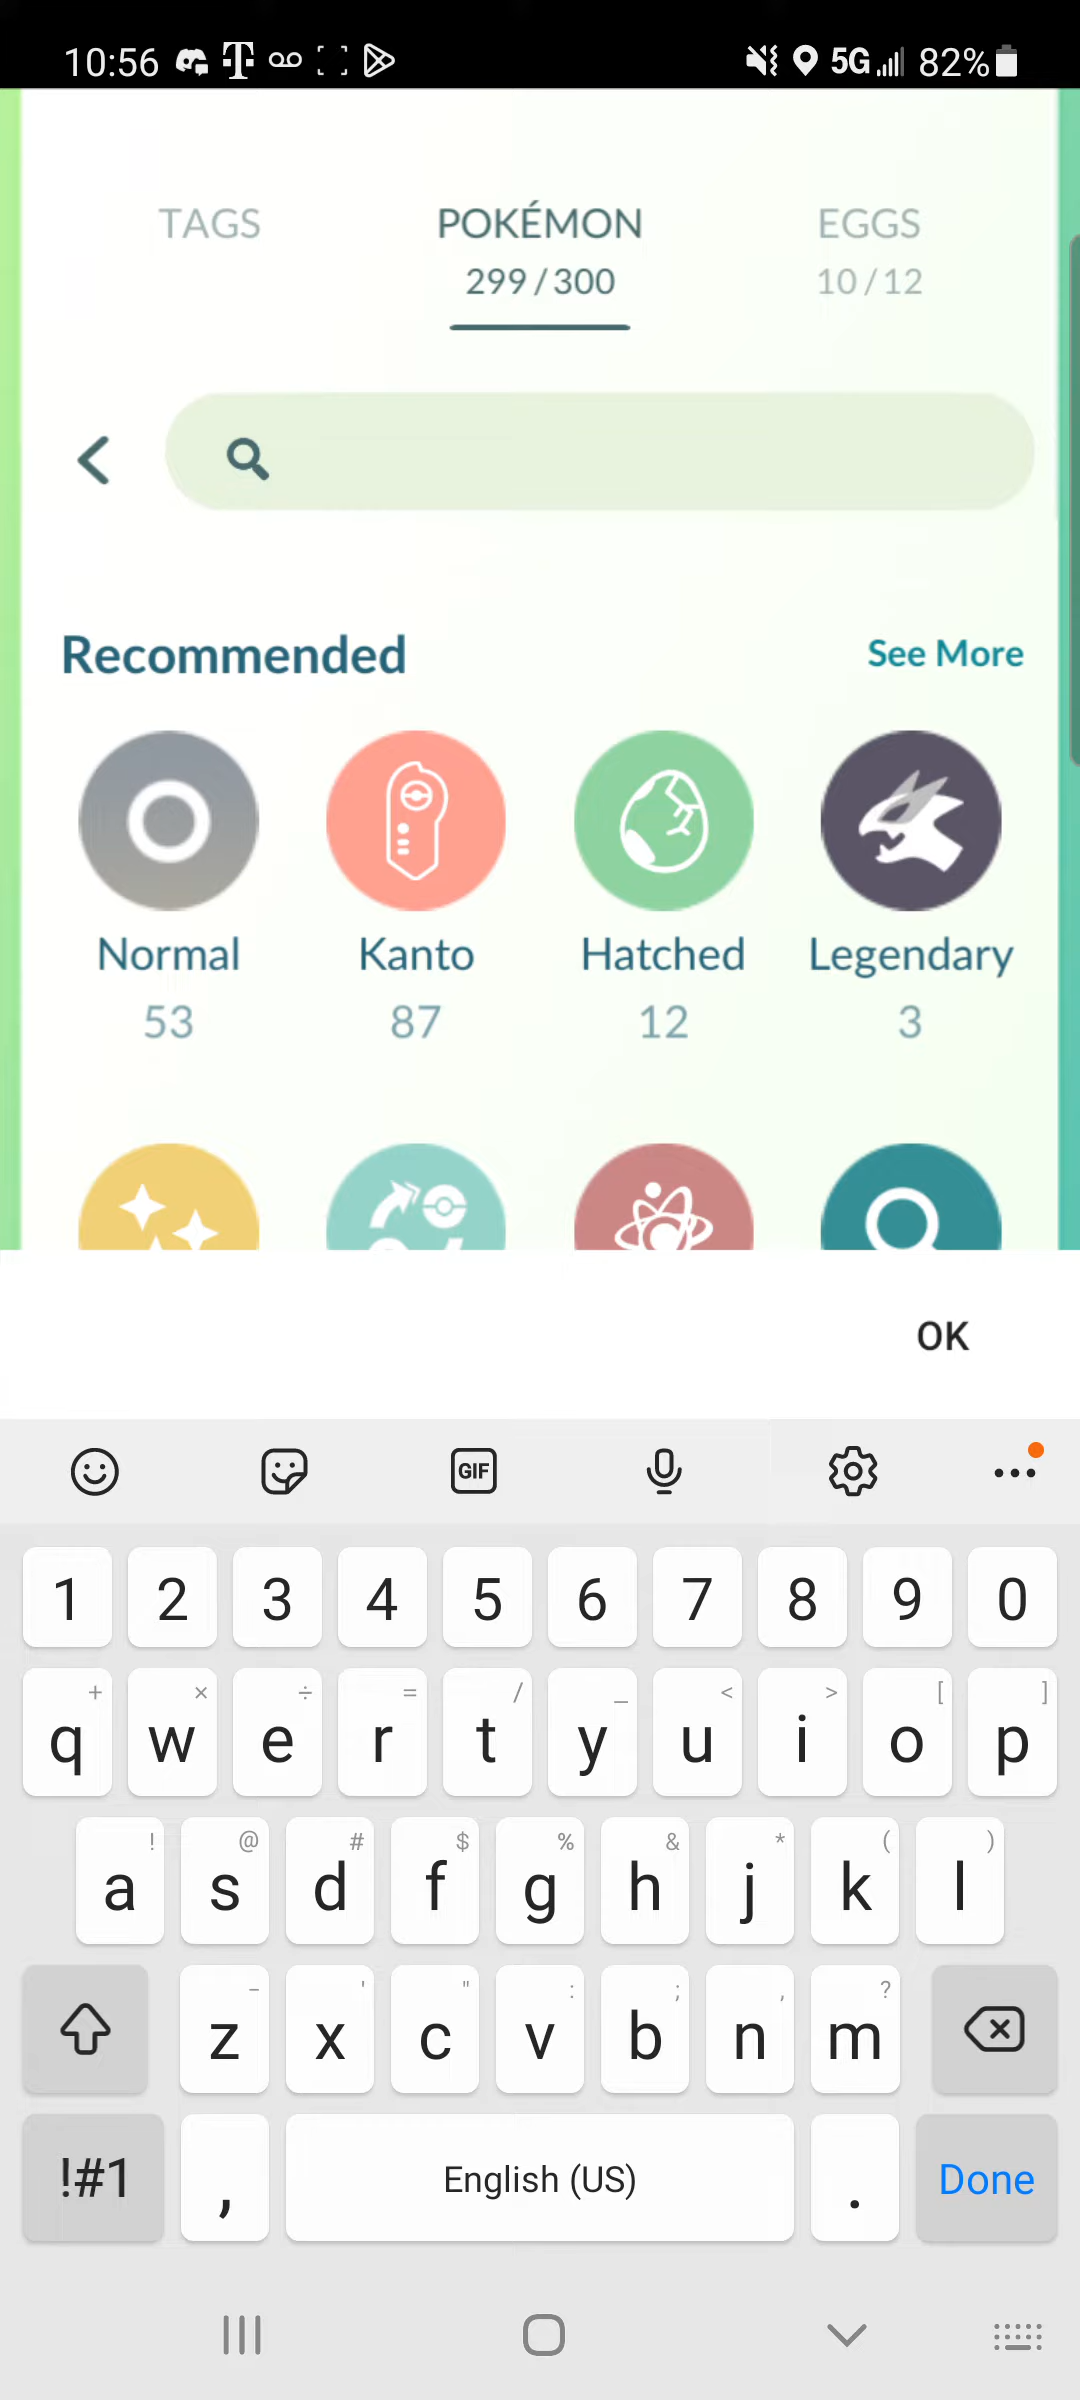 10:56 5G 82%
TAGS POKÉMON EGGS
299/300 10/12
Recommended See More
Normal Kanto Hatched Legendary
53 87 12 3
OK
GIF
1 2 3 4 5 6 7 8 9 0
+ × ÷ = / _ < > [ ]
q w e r t y u i o p
! @ # $ % & * ( )
a s d f g h j k l
- ' " : ; , ?
z x c v b n m
!#1 , English (US) . Done